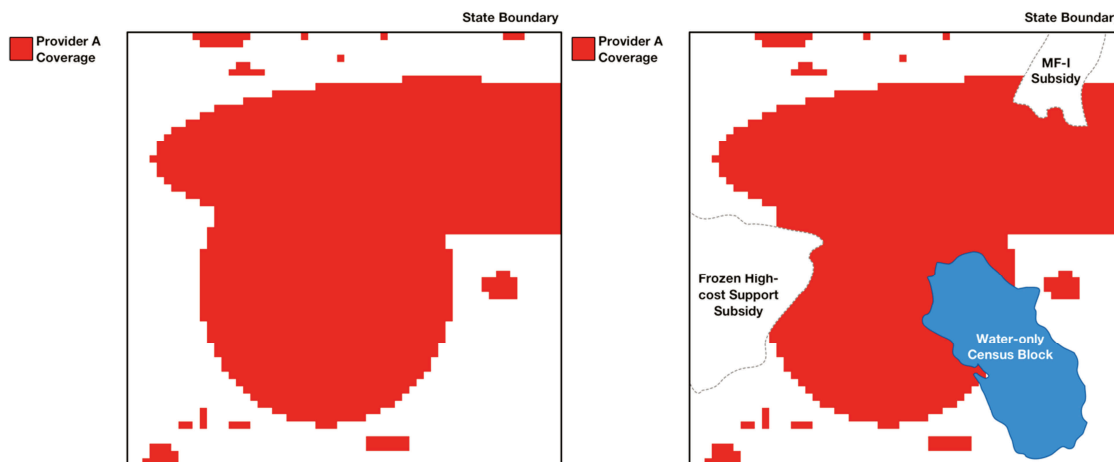 State Boundary
Provider A
Coverage
State Boundar
Provider A
Coverage
MF-I
Subsidy
Frozen High-
cost Support
Subsidy
Water-only
Census Block